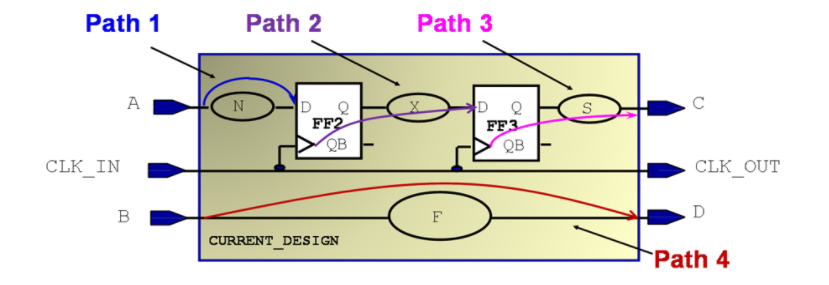 Path 1
Path 2
Path 3
A
N
D
Q
FF2
QB
X
D
Q
FF3
QB
S
C
CLK_IN
CLK_OUT
B
F
D
CURRENT_DESIGN
Path 4